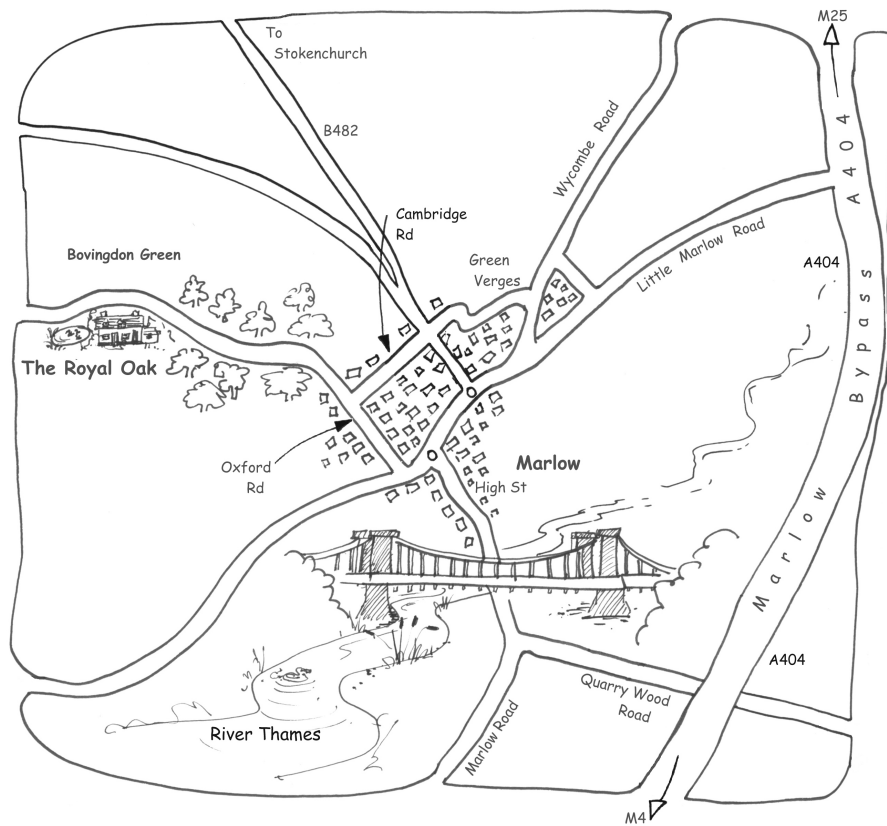 M25
To
Stokenchurch
B482
Wycombe Road
Marlow Bypass A404
Cambridge
Rd
Green
Verges
Little Marlow Road
A404
Bovingdon Green
The Royal Oak
Oxford
Rd
Marlow
High St
A404
Quarry Wood
Road
Marlow Road
River Thames
M4